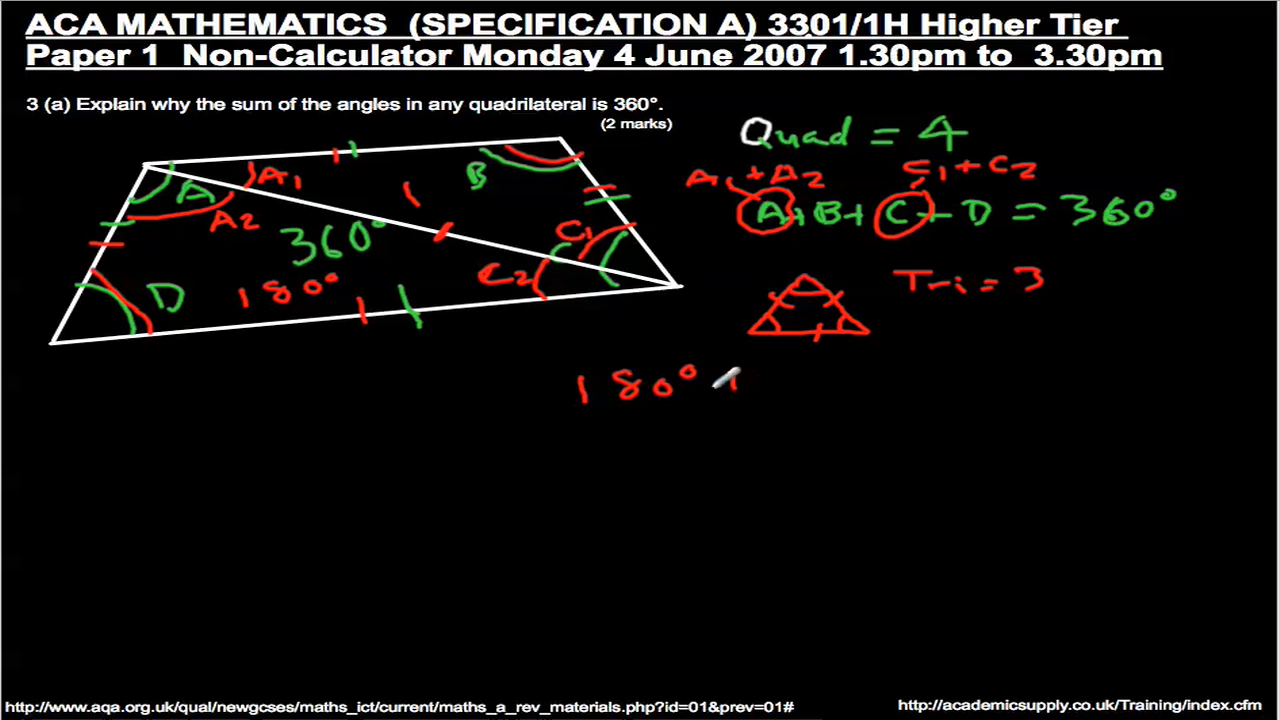 ACA MATHEMATICS (SPECIFICATION A) 3301/1H Higher Tier
Paper 1 Non-Calculator Monday 4 June 2007 1.30pm to 3.30pm
3 (a) Explain why the sum of the angles in any quadrilateral is 360°.
(2 marks)
Quad = 4
A1 + A2 C1 + C2
A + B + C + D = 360°
A A1 B
A2
360° C1
D 180° C2
Tri = 3
180°
http://www.aqa.org.uk/qual/newgcses/maths_ict/current/maths_a_rev_materials.php?id=01&prev=01#
http://academicsupply.co.uk/Training/index.cfm